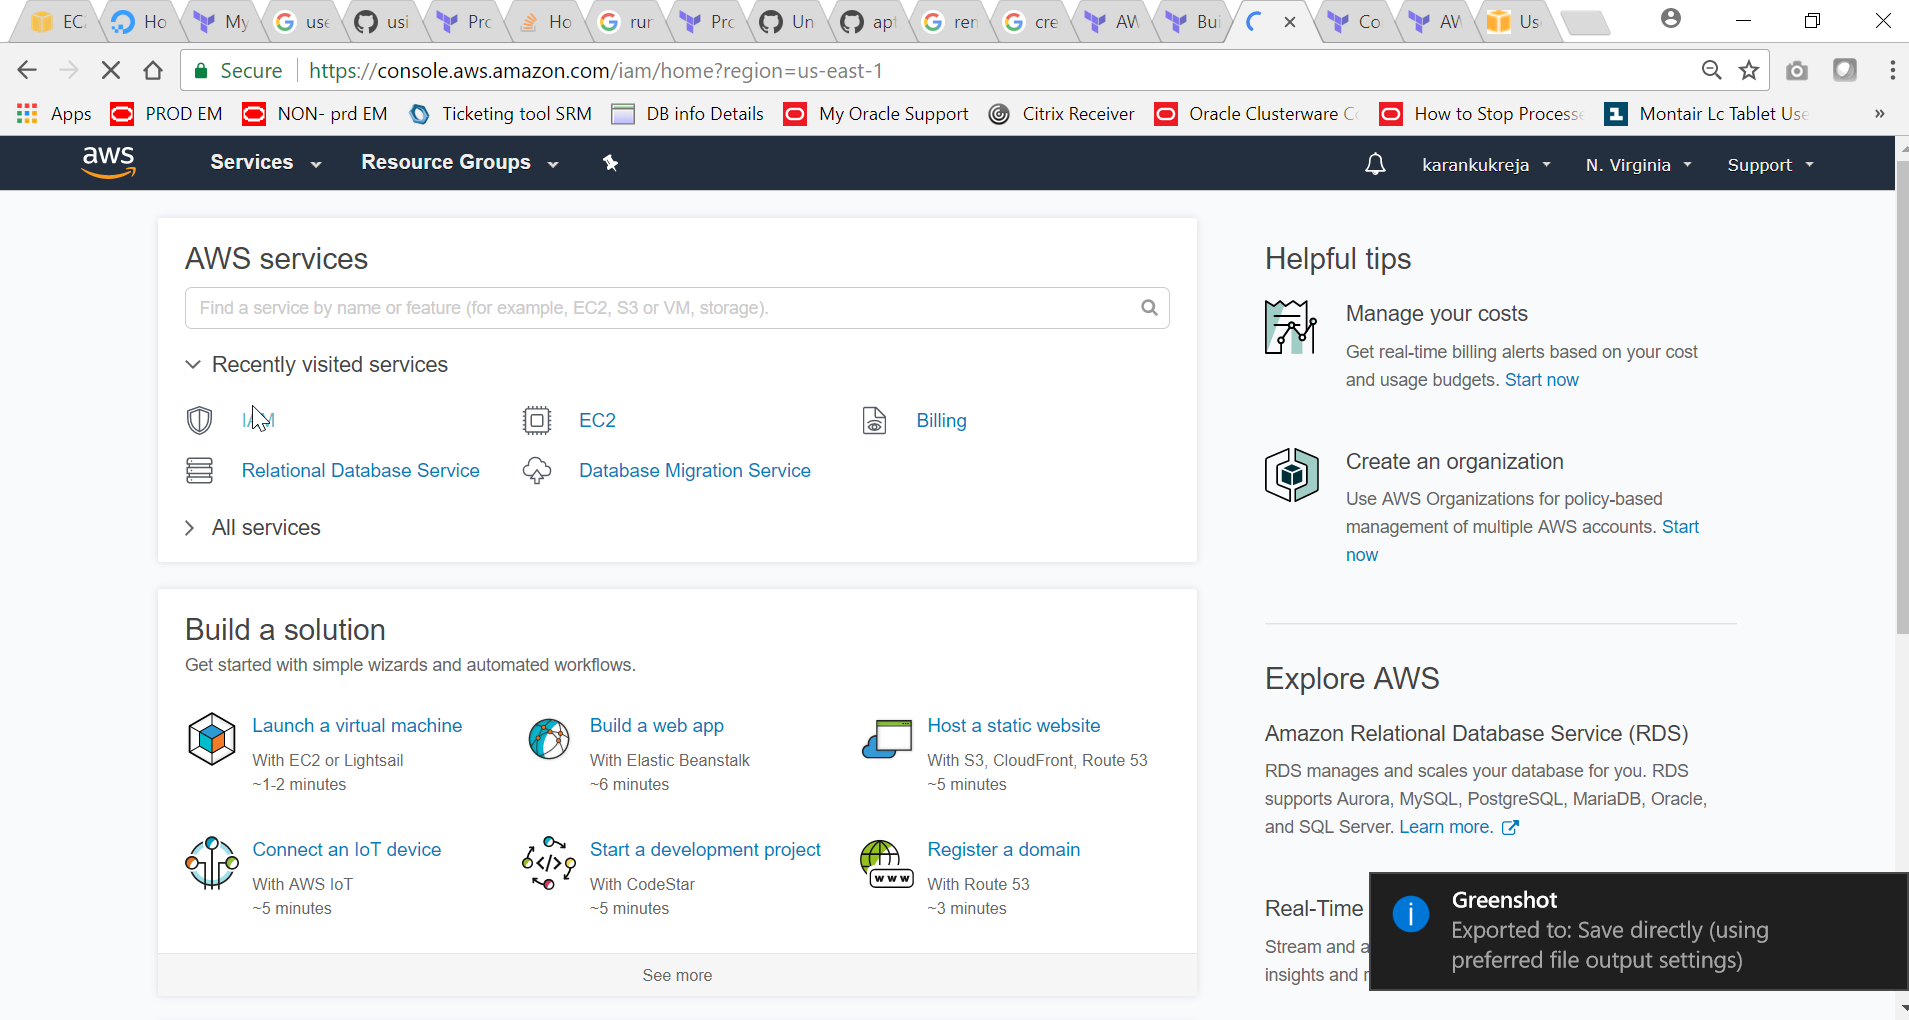 EC
Ho
My
use
usi
Pro
Ho
rur
Pro
Un
apt
ren
cre
AW
Bui
Co
AW
Us
Secure
https://console.aws.amazon.com/iam/home?region=us-east-1
Apps
PROD EM
NON- prd EM
Ticketing tool SRM
DB info Details
My Oracle Support
Citrix Receiver
Oracle Clusterware C
How to Stop Process
Montair Lc Tablet Use
»
aws
Services
Resource Groups
karankukreja
N. Virginia
Support
AWS services
Find a service by name or feature (for example, EC2, S3 or VM, storage).
Recently visited services
IAM
EC2
Billing
Relational Database Service
Database Migration Service
All services
Build a solution
Get started with simple wizards and automated workflows.
Launch a virtual machine
With EC2 or Lightsail
~1-2 minutes
Build a web app
With Elastic Beanstalk
~6 minutes
Host a static website
With S3, CloudFront, Route 53
~5 minutes
Connect an IoT device
With AWS IoT
~5 minutes
Start a development project
With CodeStar
~5 minutes
Register a domain
With Route 53
~3 minutes
See more
Helpful tips
Manage your costs
Get real-time billing alerts based on your cost
and usage budgets. Start now
Create an organization
Use AWS Organizations for policy-based
management of multiple AWS accounts. Start
now
Explore AWS
Amazon Relational Database Service (RDS)
RDS manages and scales your database for you. RDS
supports Aurora, MySQL, PostgreSQL, MariaDB, Oracle,
and SQL Server. Learn more.
Real-Time
Stream and a
insights and r
Greenshot
Exported to: Save directly (using
preferred file output settings)